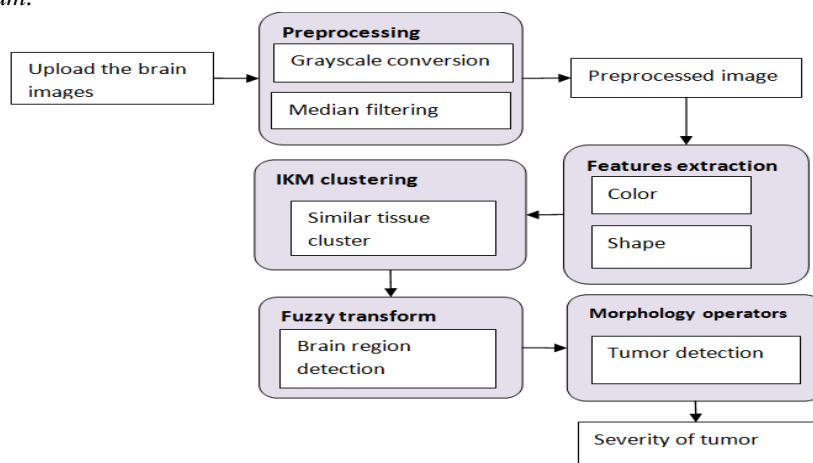 um.
Preprocessing
Grayscale conversion
Median filtering
Upload the brain
images
Preprocessed image
Features extraction
Color
Shape
IKM clustering
Similar tissue
cluster
Fuzzy transform
Brain region
detection
Morphology operators
Tumor detection
Severity of tumor